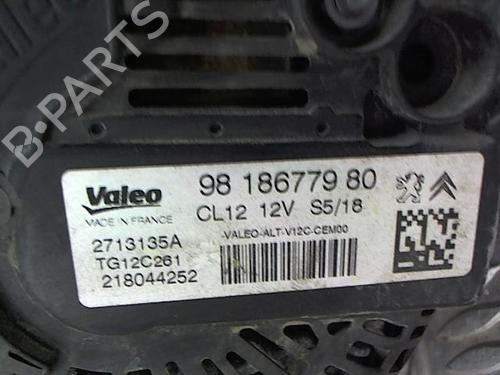 B-PARTS
Valeo
MADE IN FRANCE
98 186779 80
CL12 12V S5/18
-VALEO-ALT-V12C-CEM00
2713135A
TG12C261
218044252